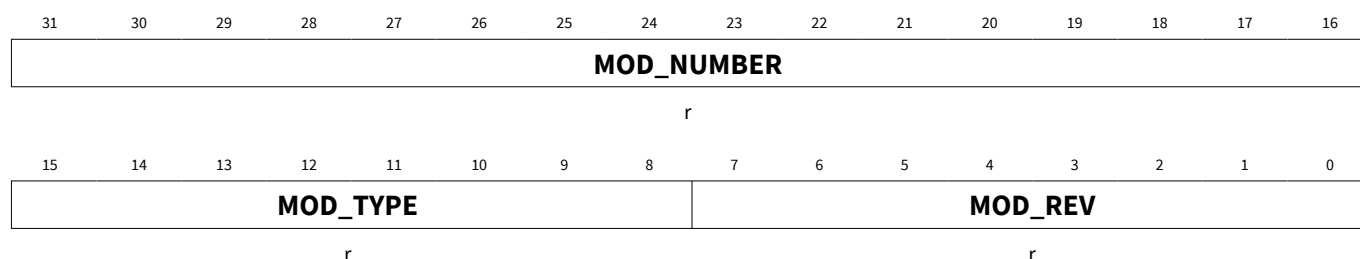 31 30 29 28 27 26 25 24 23 22 21 20 19 18 17 16
MOD_NUMBER
r
15 14 13 12 11 10 9 8 7 6 5 4 3 2 1 0
MOD_TYPE MOD_REV
r r